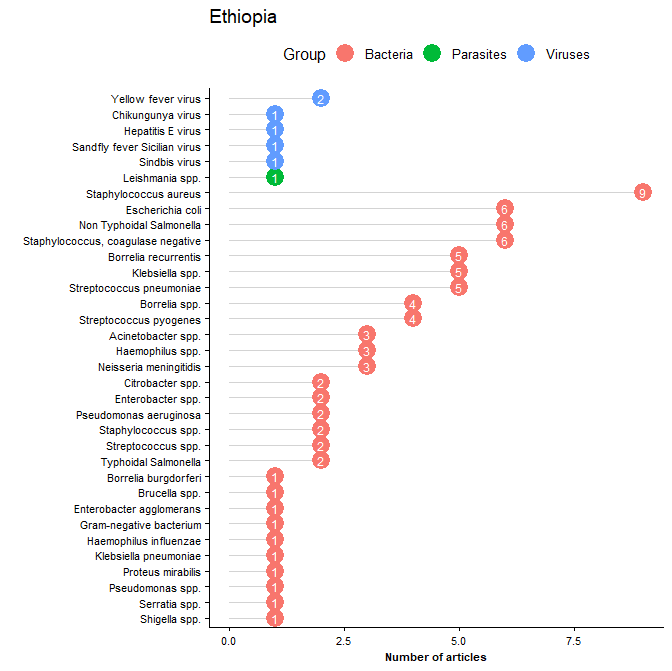 Ethiopia
Group Bacteria Parasites Viruses
Yellow fever virus 2
Chikungunya virus 1
Hepatitis E virus 1
Sandfly fever Sicilian virus 1
Sindbis virus 1
Leishmania spp. 1
Staphylococcus aureus 9
Escherichia coli 6
Non Typhoidal Salmonella 6
Staphylococcus, coagulase negative 6
Borrelia recurrentis 5
Klebsiella spp. 5
Streptococcus pneumoniae 5
Borrelia spp. 4
Streptococcus pyogenes 4
Acinetobacter spp. 3
Haemophilus spp. 3
Neisseria meningitidis 3
Citrobacter spp. 2
Enterobacter spp. 2
Pseudomonas aeruginosa 2
Staphylococcus spp. 2
Streptococcus spp. 2
Typhoidal Salmonella 2
Borrelia burgdorferi 1
Brucella spp. 1
Enterobacter agglomerans 1
Gram-negative bacterium 1
Haemophilus influenzae 1
Klebsiella pneumoniae 1
Proteus mirabilis 1
Pseudomonas spp. 1
Serratia spp. 1
Shigella spp. 1
0.0 2.5 5.0 7.5
Number of articles